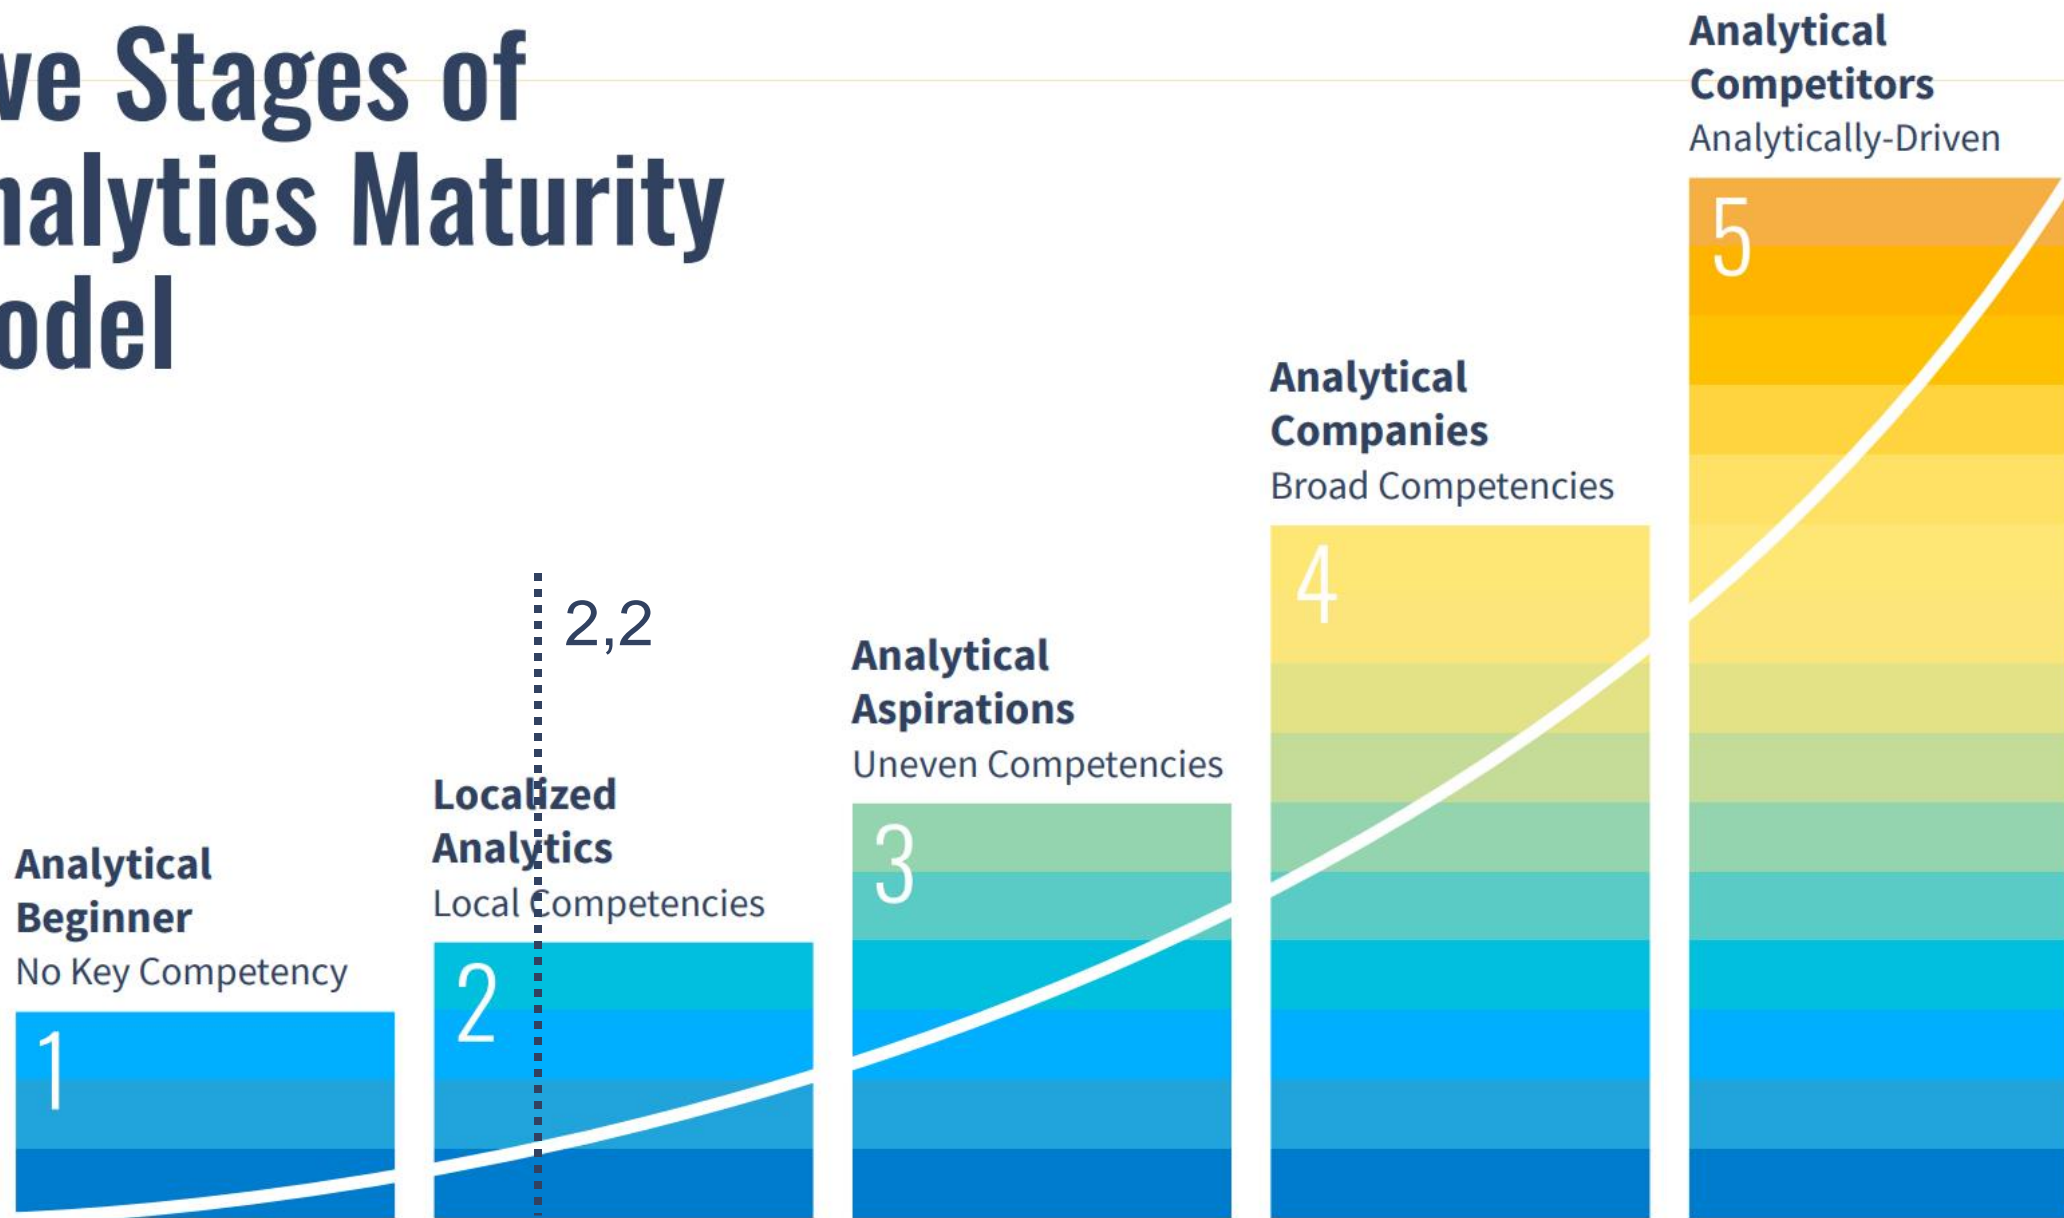 ve Stages of
nalytics Maturity
odel
Analytical
Competitors
Analytically-Driven
5
Analytical
Companies
Broad Competencies
4
2,2
Analytical
Aspirations
Uneven Competencies
3
Localized
Analytics
Local Competencies
2
Analytical
Beginner
No Key Competency
1